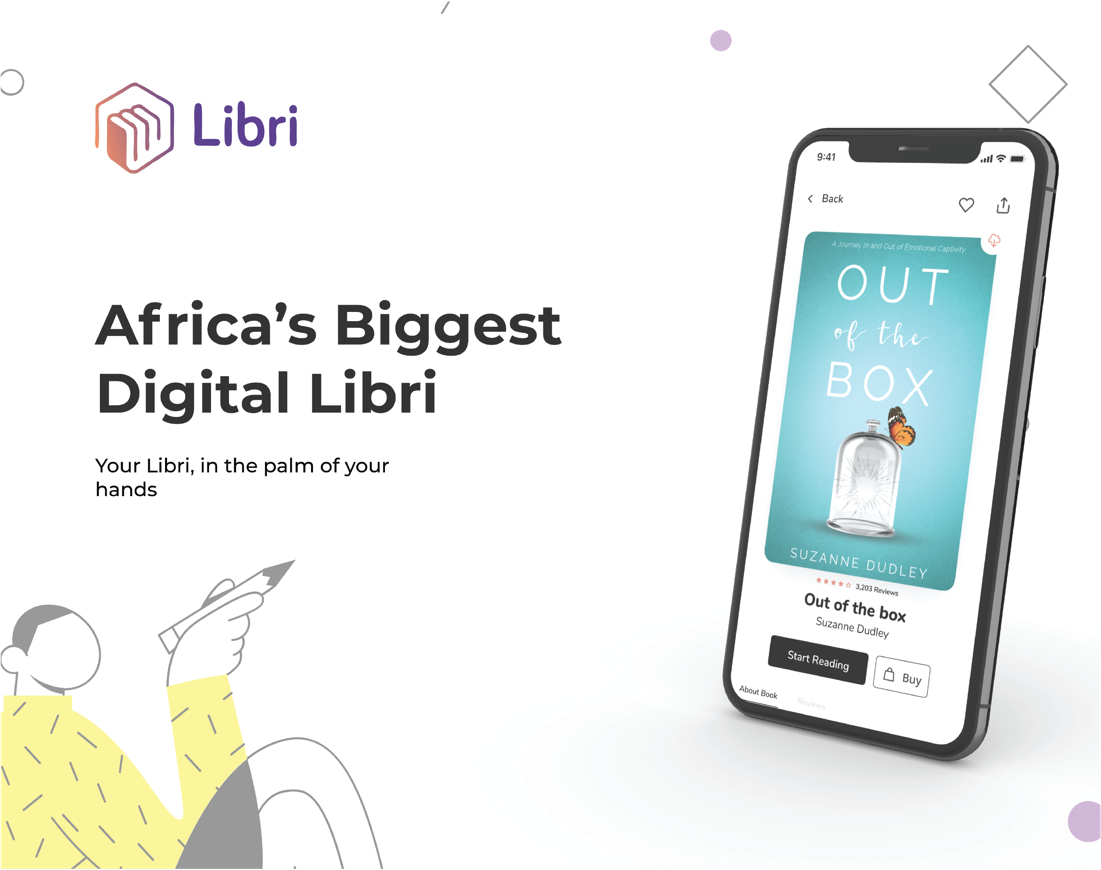 Libri
Africa’s Biggest
Digital Libri
Your Libri, in the palm of your
hands
9:41
Back
A Journey In and Out of Emotional Captivity
OUT
of the
BOX
SUZANNE DUDLEY
3,203 Reviews
Out of the box
Suzanne Dudley
Start Reading
Buy
About Book
Reviews